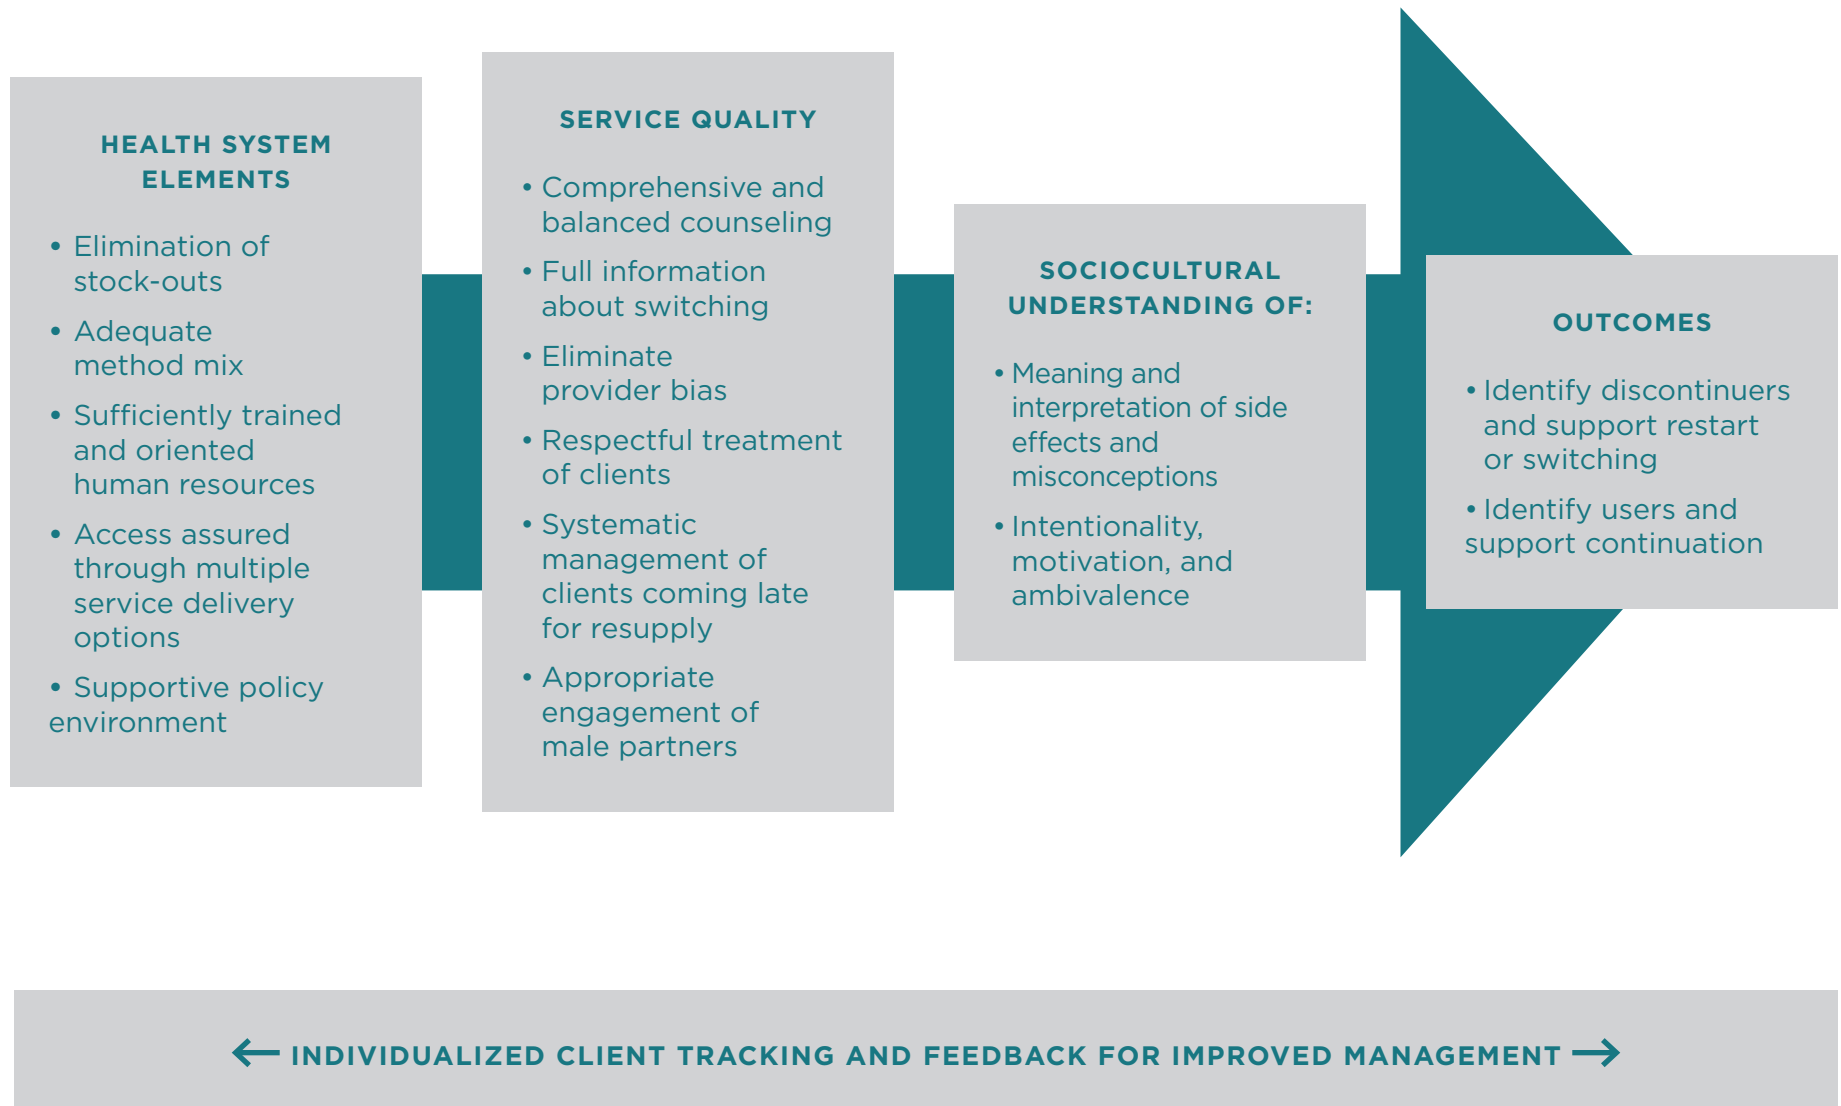 HEALTH SYSTEM
ELEMENTS
• Elimination of
stock-outs
• Adequate
method mix
• Sufficiently trained
and oriented
human resources
• Access assured
through multiple
service delivery
options
• Supportive policy
environment
SERVICE QUALITY
• Comprehensive and
balanced counseling
• Full information
about switching
• Eliminate
provider bias
• Respectful treatment
of clients
• Systematic
management of
clients coming late
for resupply
• Appropriate
engagement of
male partners
SOCIOCULTURAL
UNDERSTANDING OF:
• Meaning and
interpretation of side
effects and
misconceptions
• Intentionality,
motivation, and
ambivalence
OUTCOMES
• Identify discontinuers
and support restart
or switching
• Identify users and
support continuation
← INDIVIDUALIZED CLIENT TRACKING AND FEEDBACK FOR IMPROVED MANAGEMENT →